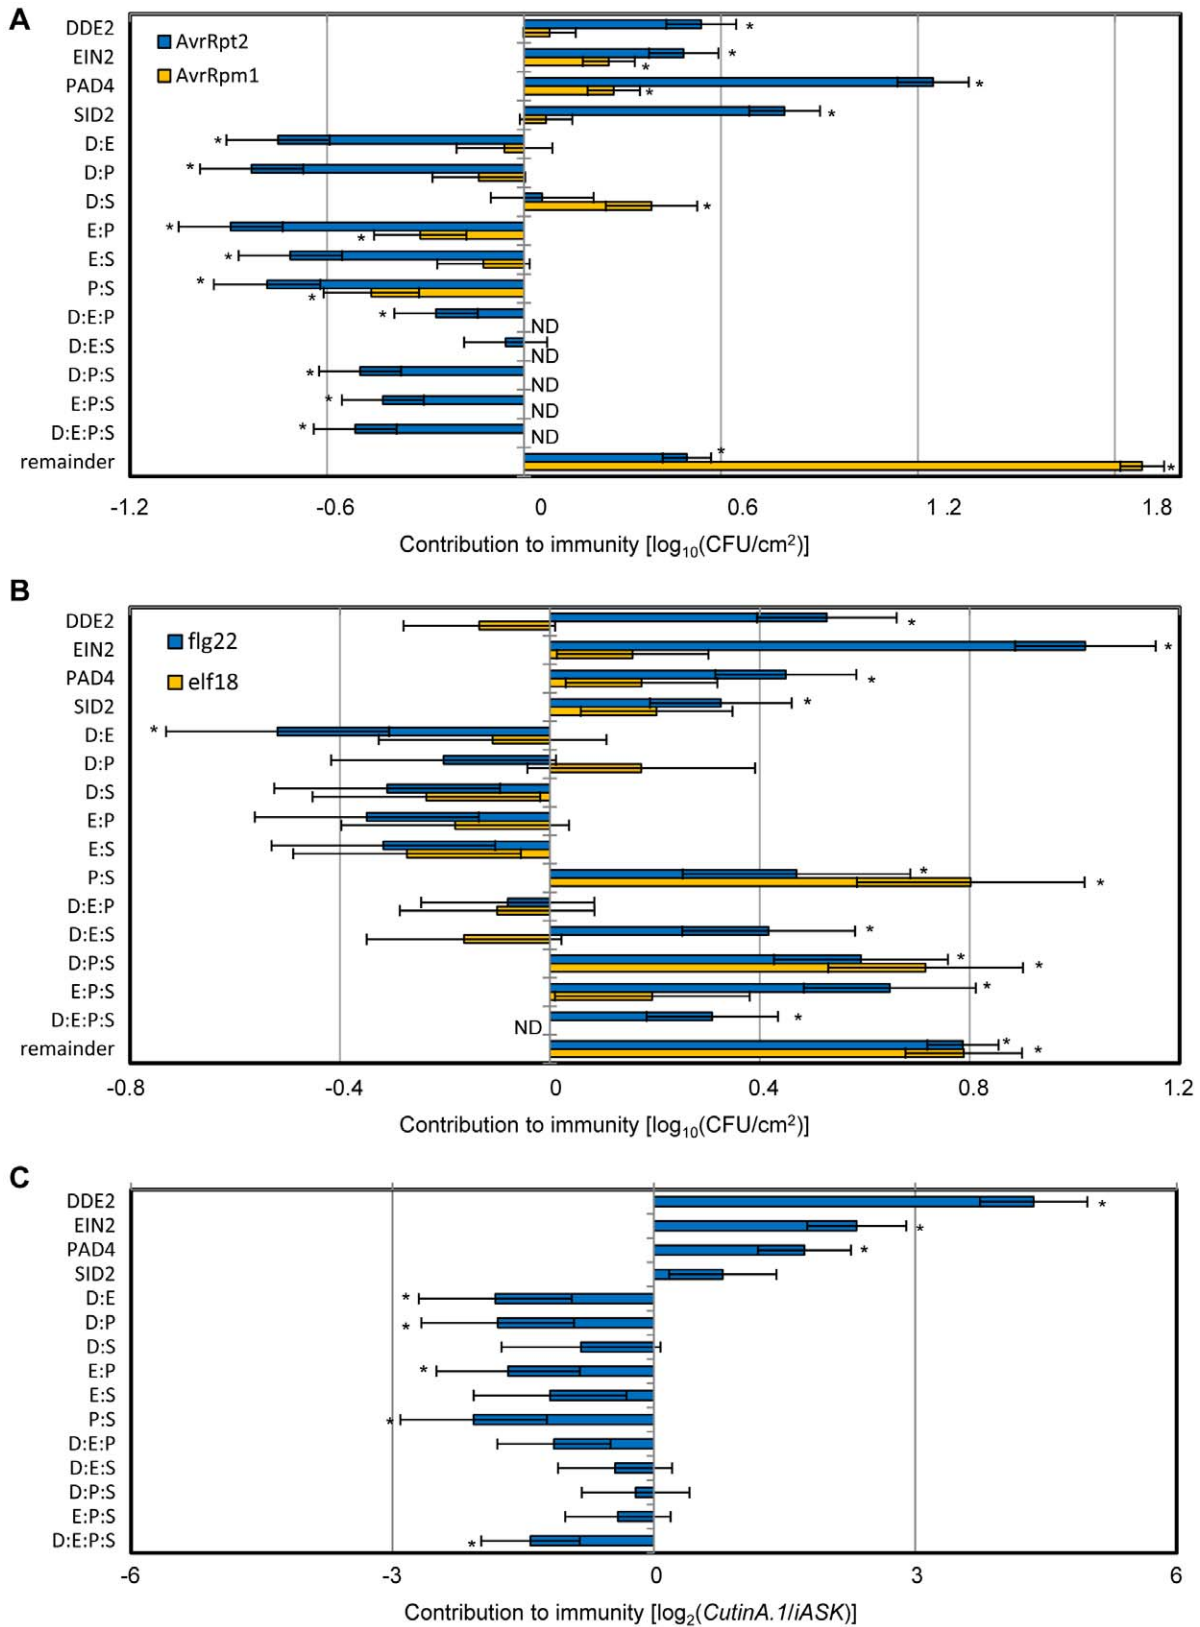 A
AvrRpt2
AvrRpm1
DDE2 *
EIN2 * *
PAD4 * *
SID2 *
D:E *
D:P *
D:S *
E:P * *
E:S *
P:S * *
D:E:P * ND
D:E:S ND
D:P:S * ND
E:P:S * ND
D:E:P:S * ND
remainder * *
-1.2 -0.6 0 0.6 1.2 1.8
Contribution to immunity [log10(CFU/cm2)]
B
flg22
elf18
DDE2 *
EIN2 *
PAD4 *
SID2 *
D:E *
D:P
D:S
E:P
E:S
P:S * *
D:E:P
D:E:S *
D:P:S * *
E:P:S *
D:E:P:S ND *
remainder * *
-0.8 -0.4 0 0.4 0.8 1.2
Contribution to immunity [log10(CFU/cm2)]
C
DDE2 *
EIN2 *
PAD4 *
SID2
D:E *
D:P *
D:S
E:P *
E:S
P:S *
D:E:P
D:E:S
D:P:S
E:P:S
D:E:P:S *
-6 -3 0 3 6
Contribution to immunity [log2(CutinA.1/iASK)]